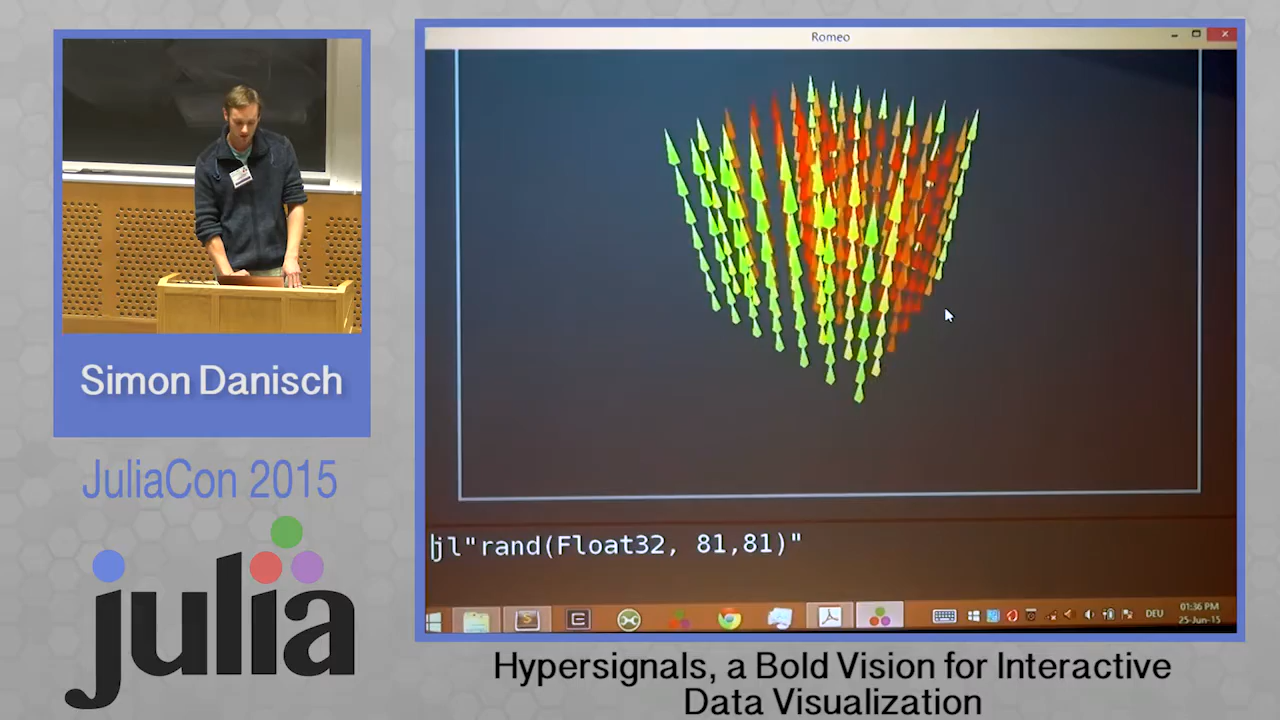 Romeo
jl"rand(Float32, 81,81)"
DEU
01:36 PM
25-Jun-15
Simon Danisch
JuliaCon 2015
julia
Hypersignals, a Bold Vision for Interactive
Data Visualization